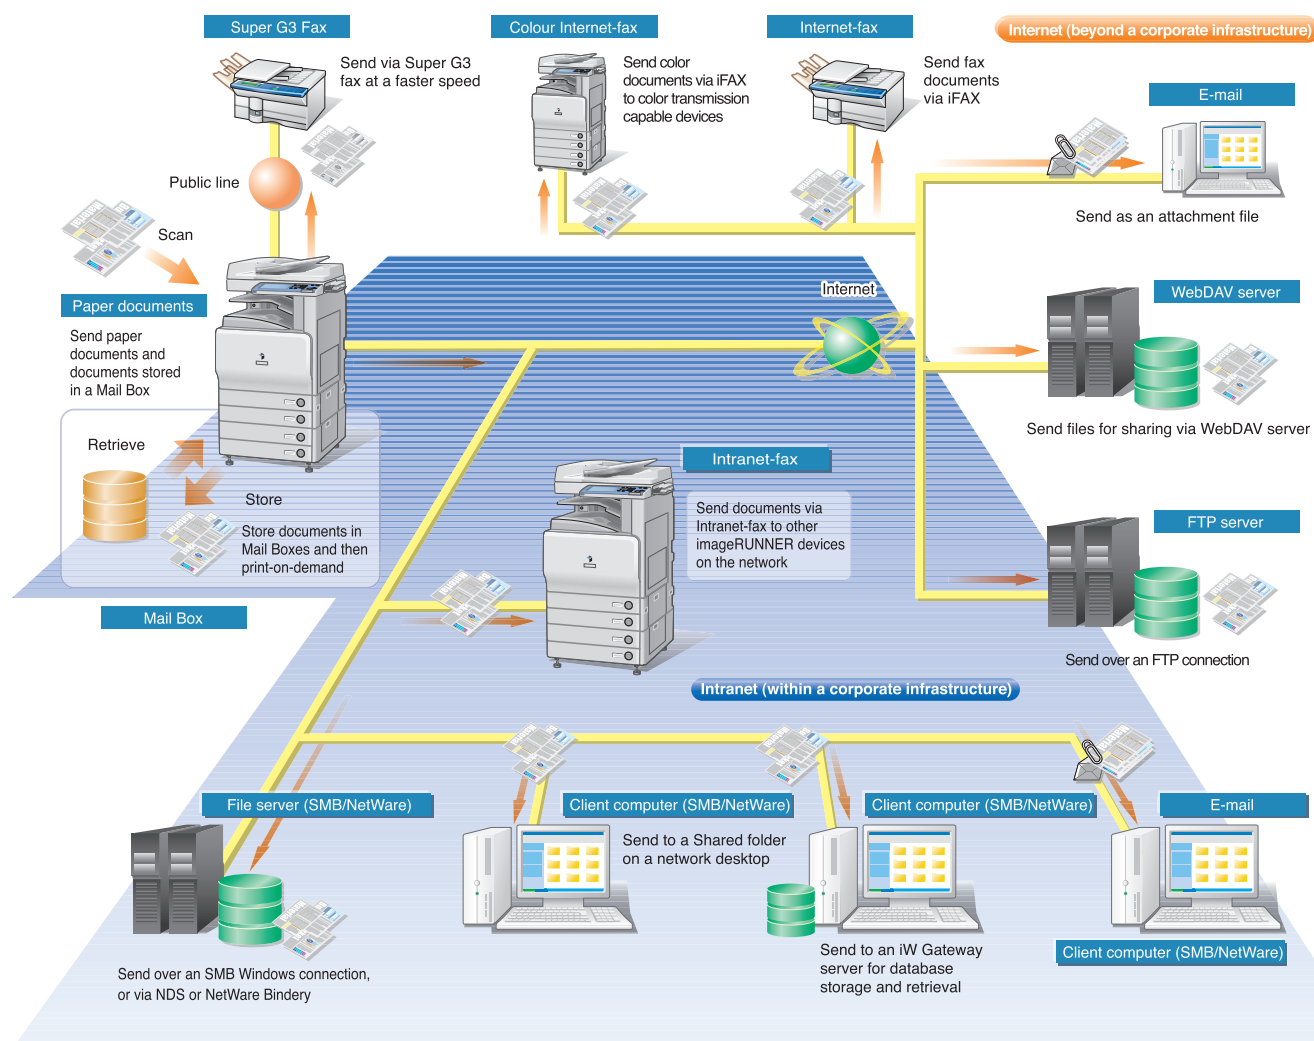 Super G3 Fax
Send via Super G3
fax at a faster speed
Colour Internet-fax
Send color
documents via iFAX
to color transmission
capable devices
Internet-fax
Send fax
documents
via iFAX
Internet (beyond a corporate infrastructure)
E-mail
Send as an attachment file
Public line
Scan
Paper documents
Send paper
documents and
documents stored
in a Mail Box
Internet
WebDAV server
Send files for sharing via WebDAV server
Retrieve
Store
Store documents in
Mail Boxes and then
print-on-demand
Mail Box
Intranet-fax
Send documents via
Intranet-fax to other
imageRUNNER devices
on the network
FTP server
Send over an FTP connection
Intranet (within a corporate infrastructure)
File server (SMB/NetWare)
Send over an SMB Windows connection,
or via NDS or NetWare Bindery
Client computer (SMB/NetWare)
Send to a Shared folder
on a network desktop
Client computer (SMB/NetWare)
Send to an iW Gateway
server for database
storage and retrieval
E-mail
Client computer (SMB/NetWare)